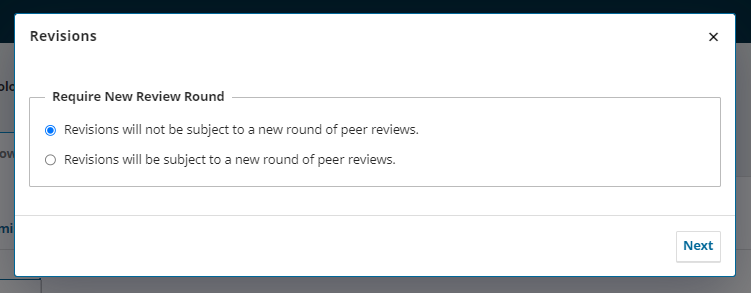 Revisions
×
Require New Review Round
Revisions will not be subject to a new round of peer reviews.
Revisions will be subject to a new round of peer reviews.
Next